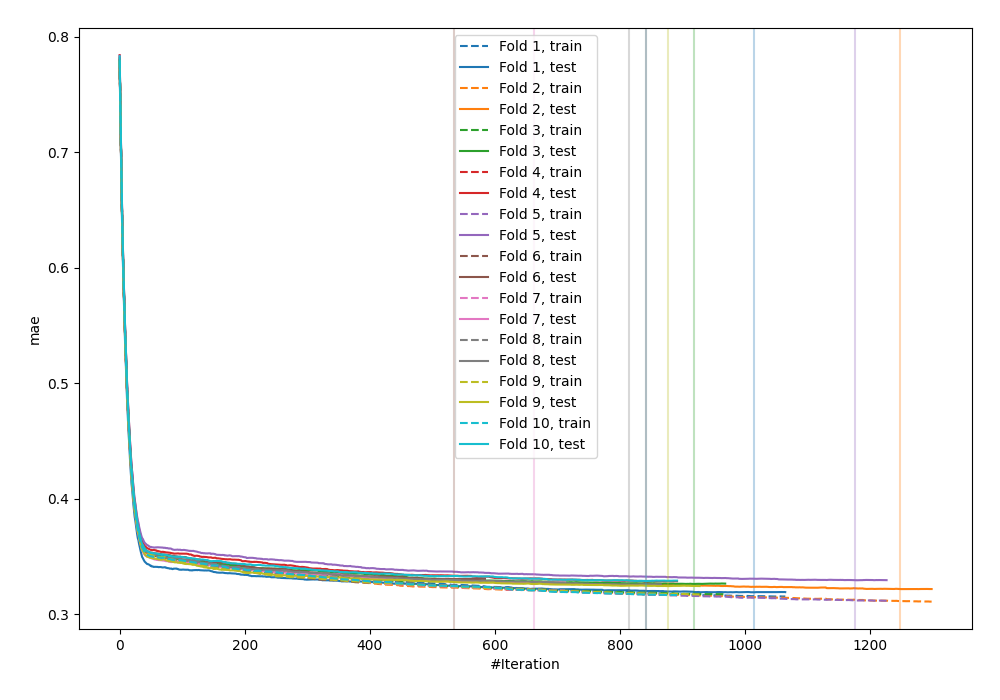 0.8
0.7
0.6
0.5
0.4
0.3
mae
Fold 1, train
Fold 1, test
Fold 2, train
Fold 2, test
Fold 3, train
Fold 3, test
Fold 4, train
Fold 4, test
Fold 5, train
Fold 5, test
Fold 6, train
Fold 6, test
Fold 7, train
Fold 7, test
Fold 8, train
Fold 8, test
Fold 9, train
Fold 9, test
Fold 10, train
Fold 10, test
0 200 400 600 800 1000 1200
#Iteration